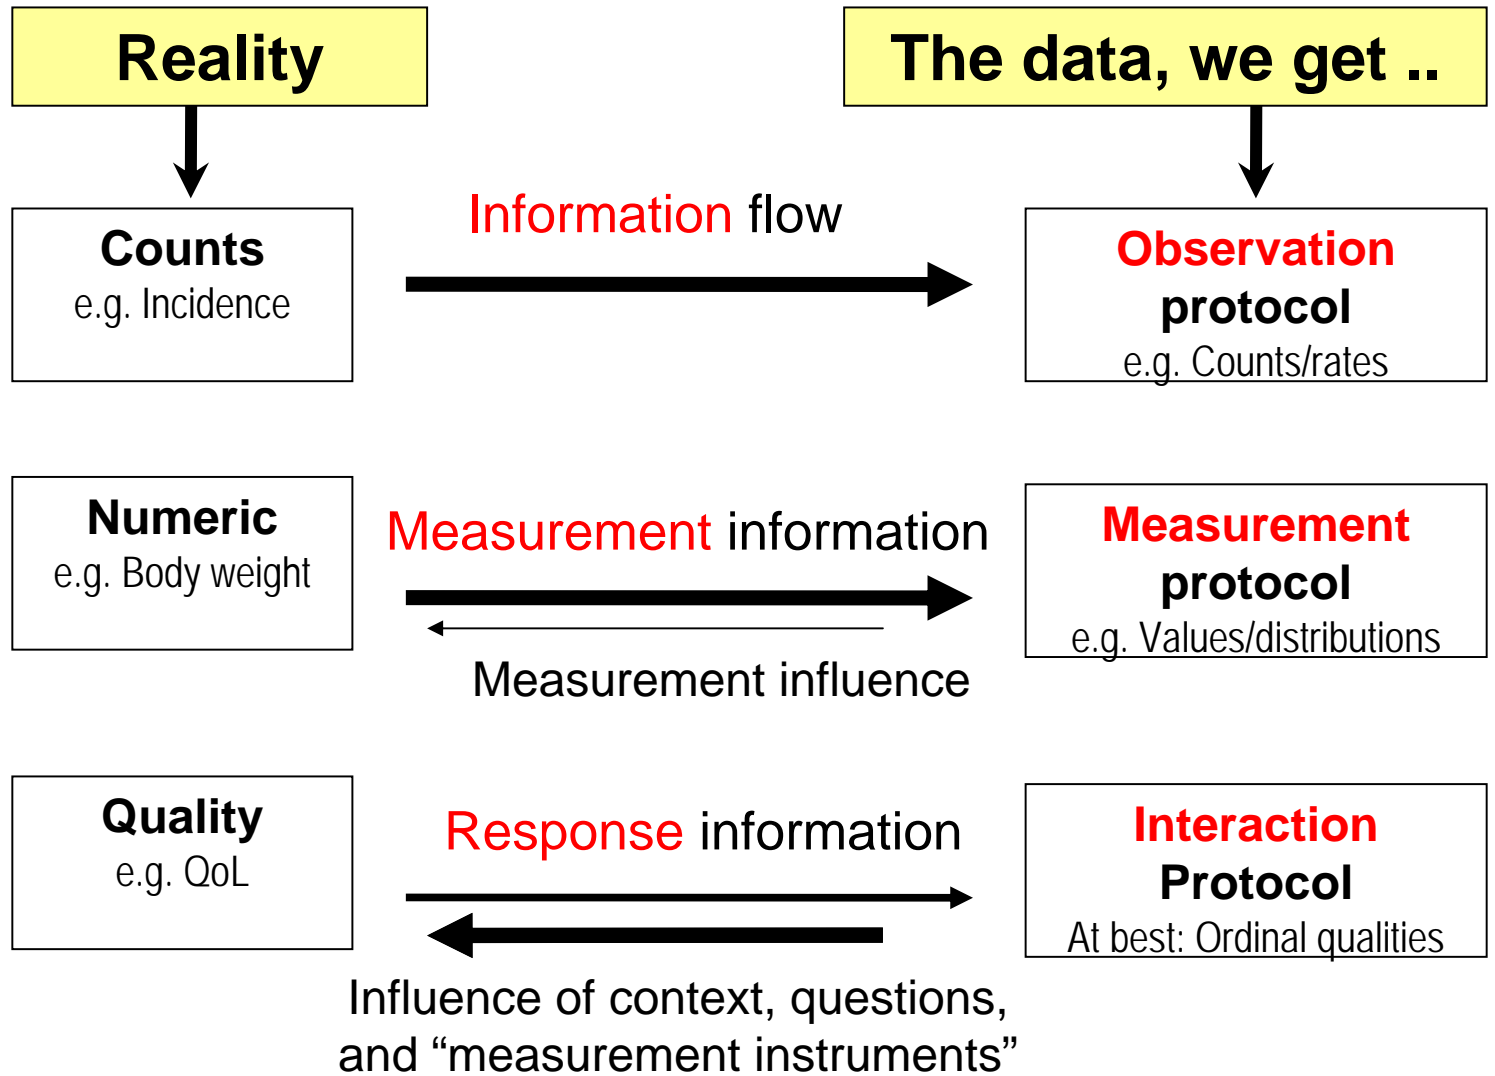 Reality
The data, we get ..
Counts
e.g. Incidence
Information flow
Observation
protocol
e.g. Counts/rates
Numeric
e.g. Body weight
Measurement information
Measurement influence
Measurement
protocol
e.g. Values/distributions
Quality
e.g. QoL
Response information
Influence of context, questions,
and “measurement instruments”
Interaction
Protocol
At best: Ordinal qualities